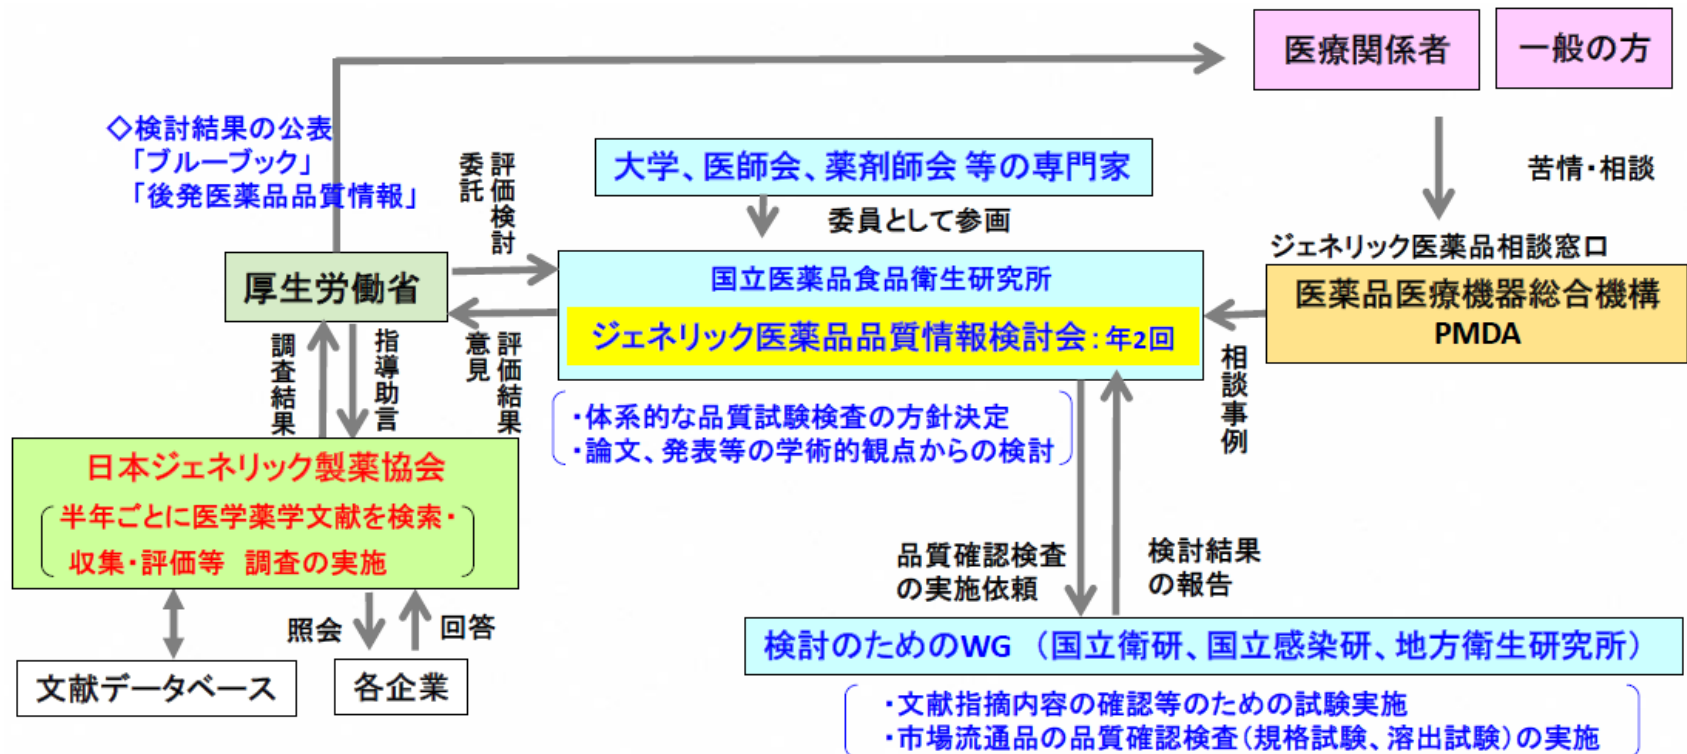 医療関係者
一般の方
◇検討結果の公表
「ブルーブック」
「後発医薬品品質情報」
評価検討
委託
大学、医師会、薬剤師会 等の専門家
委員として参画
苦情・相談
ジェネリック医薬品相談窓口
厚生労働省
国立医薬品食品衛生研究所
ジェネリック医薬品品質情報検討会：年2回
医薬品医療機器総合機構
PMDA
調査結果
指導助言
評価結果
意見
相談事例
・体系的な品質試験検査の方針決定
・論文、発表等の学術的観点からの検討
日本ジェネリック製薬協会
半年ごとに医学薬学文献を検索・
収集・評価等 調査の実施
品質確認検査
の実施依頼
検討結果
の報告
照会
回答
文献データベース
各企業
検討のためのWG （国立衛研、国立感染研、地方衛生研究所）
・文献指摘内容の確認等のための試験実施
・市場流通品の品質確認検査（規格試験、溶出試験）の実施